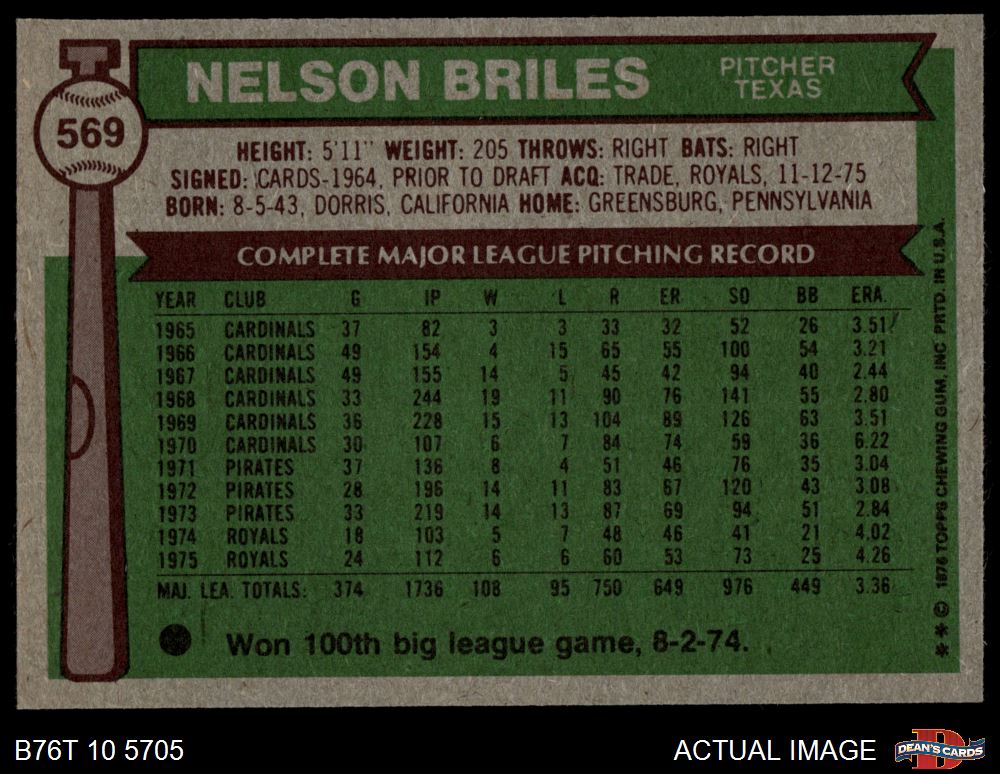 NELSON BRILES
PITCHER
TEXAS
569
HEIGHT: 5'11" WEIGHT: 205 THROWS: RIGHT BATS: RIGHT
SIGNED: CARDS-1964, PRIOR TO DRAFT ACQ: TRADE, ROYALS, 11-12-75
BORN: 8-5-43, DORRIS, CALIFORNIA HOME: GREENSBURG, PENNSYLVANIA
COMPLETE MAJOR LEAGUE PITCHING RECORD
YEAR CLUB G IP W L R ER SO BB ERA
1965 CARDINALS 37 82 3 3 33 32 52 26 3.51
1966 CARDINALS 49 154 4 15 65 55 100 54 3.21
1967 CARDINALS 49 155 14 5 45 42 94 40 2.44
1968 CARDINALS 33 244 19 11 90 76 141 55 2.80
1969 CARDINALS 36 228 15 13 104 89 126 63 3.51
1970 CARDINALS 30 107 6 7 84 74 59 36 6.22
1971 PIRATES 37 136 8 4 51 46 76 35 3.04
1972 PIRATES 28 196 14 11 83 67 120 43 3.08
1973 PIRATES 33 219 14 13 87 69 94 51 2.84
1974 ROYALS 18 103 5 7 48 46 41 21 4.02
1975 ROYALS 24 112 6 6 60 53 73 25 4.26
MAJ. LEA. TOTALS: 374 1736 108 95 750 649 976 449 3.36
Won 100th big league game, 8-2-74.
* * © 1976 TOPPS CHEWING GUM, INC PRTD. IN U.S.A.
B76T 10 5705
ACTUAL IMAGE
D
DEAN'S CARDS